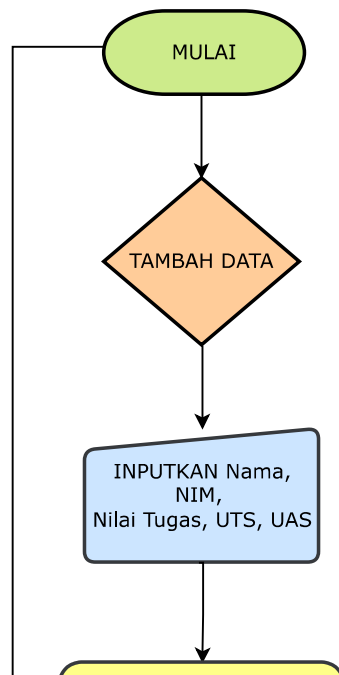 MULAI
TAMBAH DATA
INPUTKAN Nama,
NIM,
Nilai Tugas, UTS, UAS